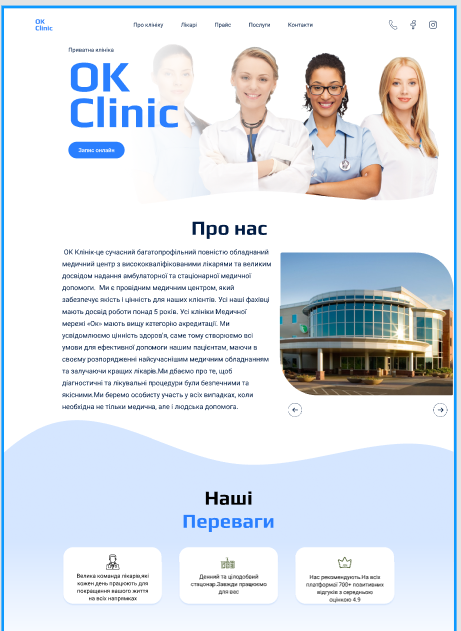 OK
Clinic
Про клініку Лікарі Прайс Послуги Контакти
Приватна клініка
OK
Clinic
Запис онлайн
Про нас
ОК Клінік-це сучасний багатопрофільний повністю обладнаний
медичний центр з висококваліфікованими лікарями та великим
досвідом надання амбулаторної та стаціонарної медичної
допомоги. Ми є провідним медичним центром, який
забезпечує якість і цінність для наших клієнтів. Усі наші фахівці
мають досвід роботи понад 5 років. Усі клініки Медичної
мережі «Ок» мають вищу категорію акредитації. Ми
усвідомлюємо цінність здоров'я, саме тому створюємо всі
умови для ефективної допомоги нашим пацієнтам, маючи в
своєму розпорядженні найсучаснішим медичним обладнанням
та залучаючи кращих лікарів.Ми дбаємо про те, щоб
діагностичні та лікувальні процедури були безпечними та
якісними.Ми беремо особисту участь у всіх випадках, коли
необхідна не тільки медична, але і людська допомога.
Наші
Переваги
Велика команда лікарів,які
кожен день працюють для
покращення вашого життя
на всіх напрямках
Денний та цілодобвий
стаціонар.Завжди працюємо
для вас
Нас рекомендують.На всіх
платформаї 700+ позитивних
відгуків з середньою
оцінкою 4.9